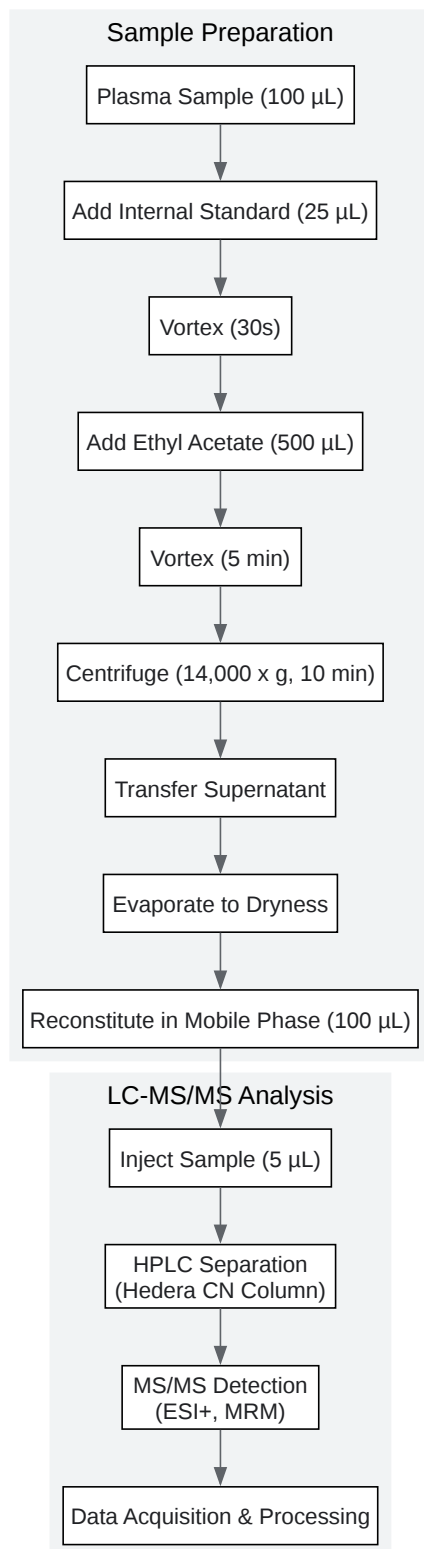 Sample Preparation
Plasma Sample (100 µL)
Add Internal Standard (25 µL)
Vortex (30s)
Add Ethyl Acetate (500 µL)
Vortex (5 min)
Centrifuge (14,000 x g, 10 min)
Transfer Supernatant
Evaporate to Dryness
Reconstitute in Mobile Phase (100 µL)
LC-MS/MS Analysis
Inject Sample (5 µL)
HPLC Separation
(Hedera CN Column)
MS/MS Detection
(ESI+, MRM)
Data Acquisition & Processing